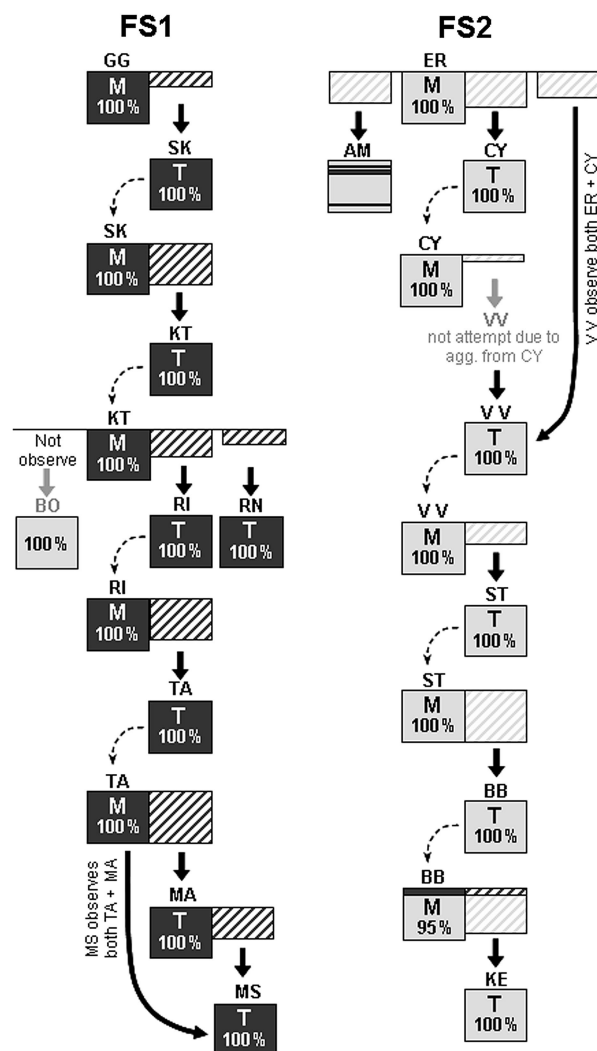 FS1
GG
M
100%
SK
T
100%
SK
M
100%
KT
T
100%
KT
Not
observe
M
100%
BO
100%
RI
T
100%
RN
T
100%
RI
M
100%
TA
T
100%
TA
M
100%
MS observes
both TA + MA
MA
T
100%
MS
T
100%
FS2
ER
M
100%
AM
CY
T
100%
V V observe both ER + CY
CY
M
100%
VV
not attempt due to
agg. from CY
V V
T
100%
V V
M
100%
ST
T
100%
ST
M
100%
BB
T
100%
BB
M
95%
KE
T
100%